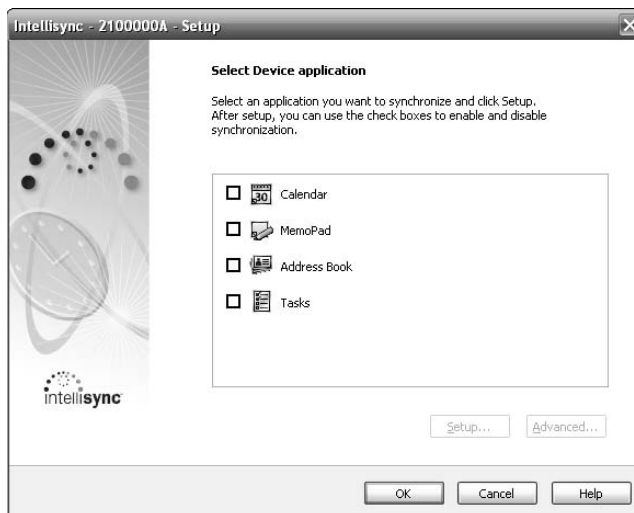 Intellisync - 2100000A - Setup
Select Device application
Select an application you want to synchronize and click Setup.
After setup, you can use the check boxes to enable and disable
synchronization.
30 Calendar
MemoPad
Address Book
Tasks
intellisync
Setup... Advanced...
OK Cancel Help